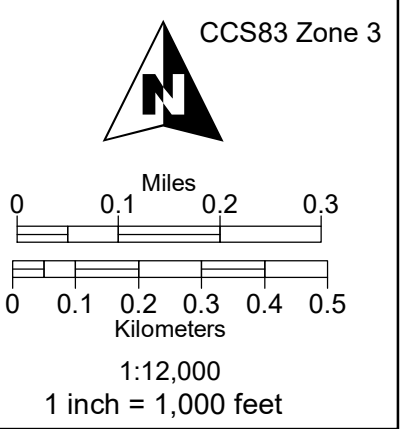 CCS83 Zone 3
N
Miles
0 0.1 0.2 0.3
0 0.1 0.2 0.3 0.4 0.5
Kilometers
1:12,000
1 inch = 1,000 feet